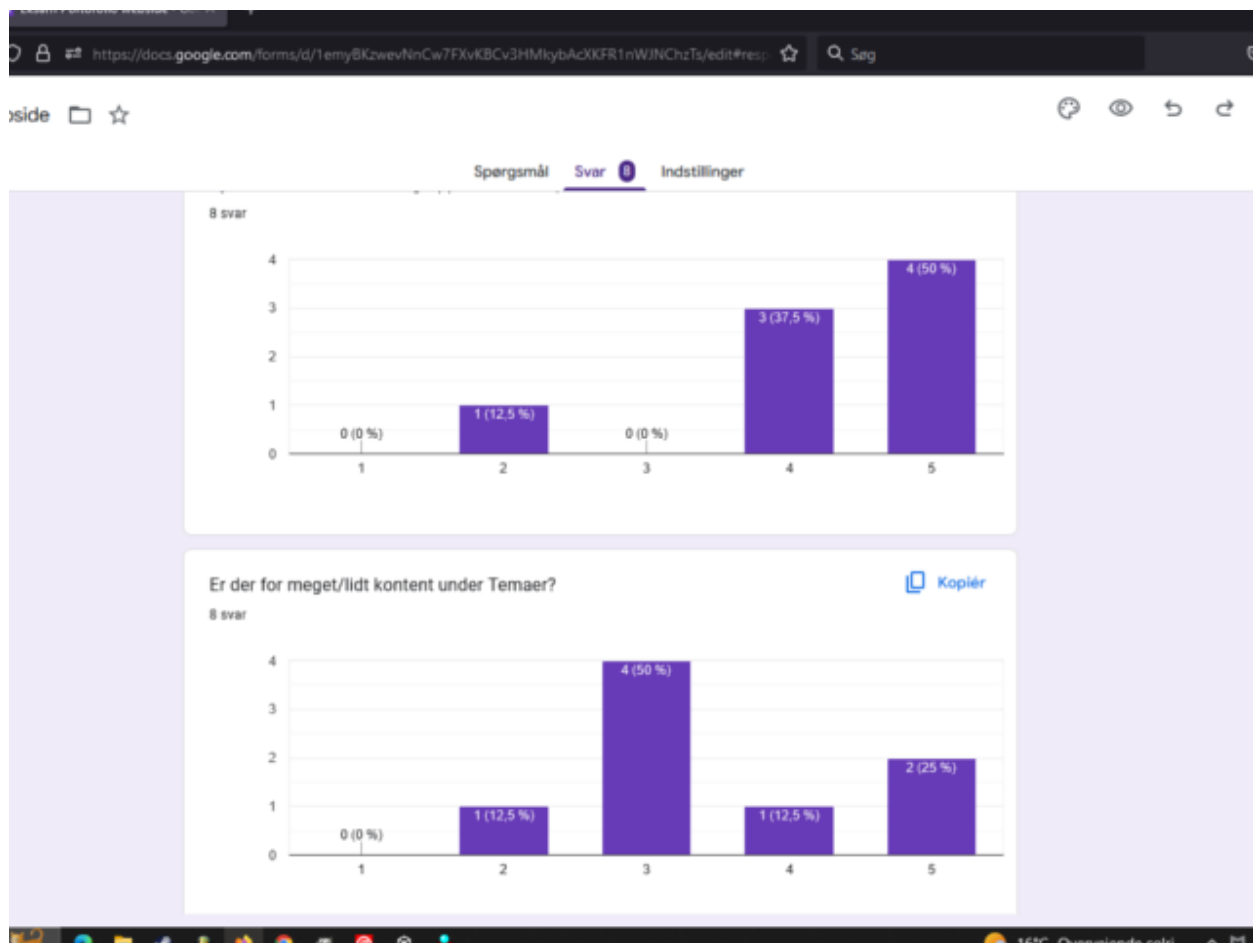 https://docs.google.com/forms/d/1emyBKzwevNnCw7FXvKBCv3HMkybAcXKFR1nWJNChzTs/edit#resp
Søg
side
Spørgsmål Svar 8 Indstillinger
8 svar
4
3
2
1
0
0 (0 %)
1 (12,5 %)
0 (0 %)
3 (37,5 %)
4 (50 %)
1 2 3 4 5
Er der for meget/lidt kontent under Temaer?
Kopiér
8 svar
4
3
2
1
0
0 (0 %)
1 (12,5 %)
4 (50 %)
1 (12,5 %)
2 (25 %)
1 2 3 4 5
16°C